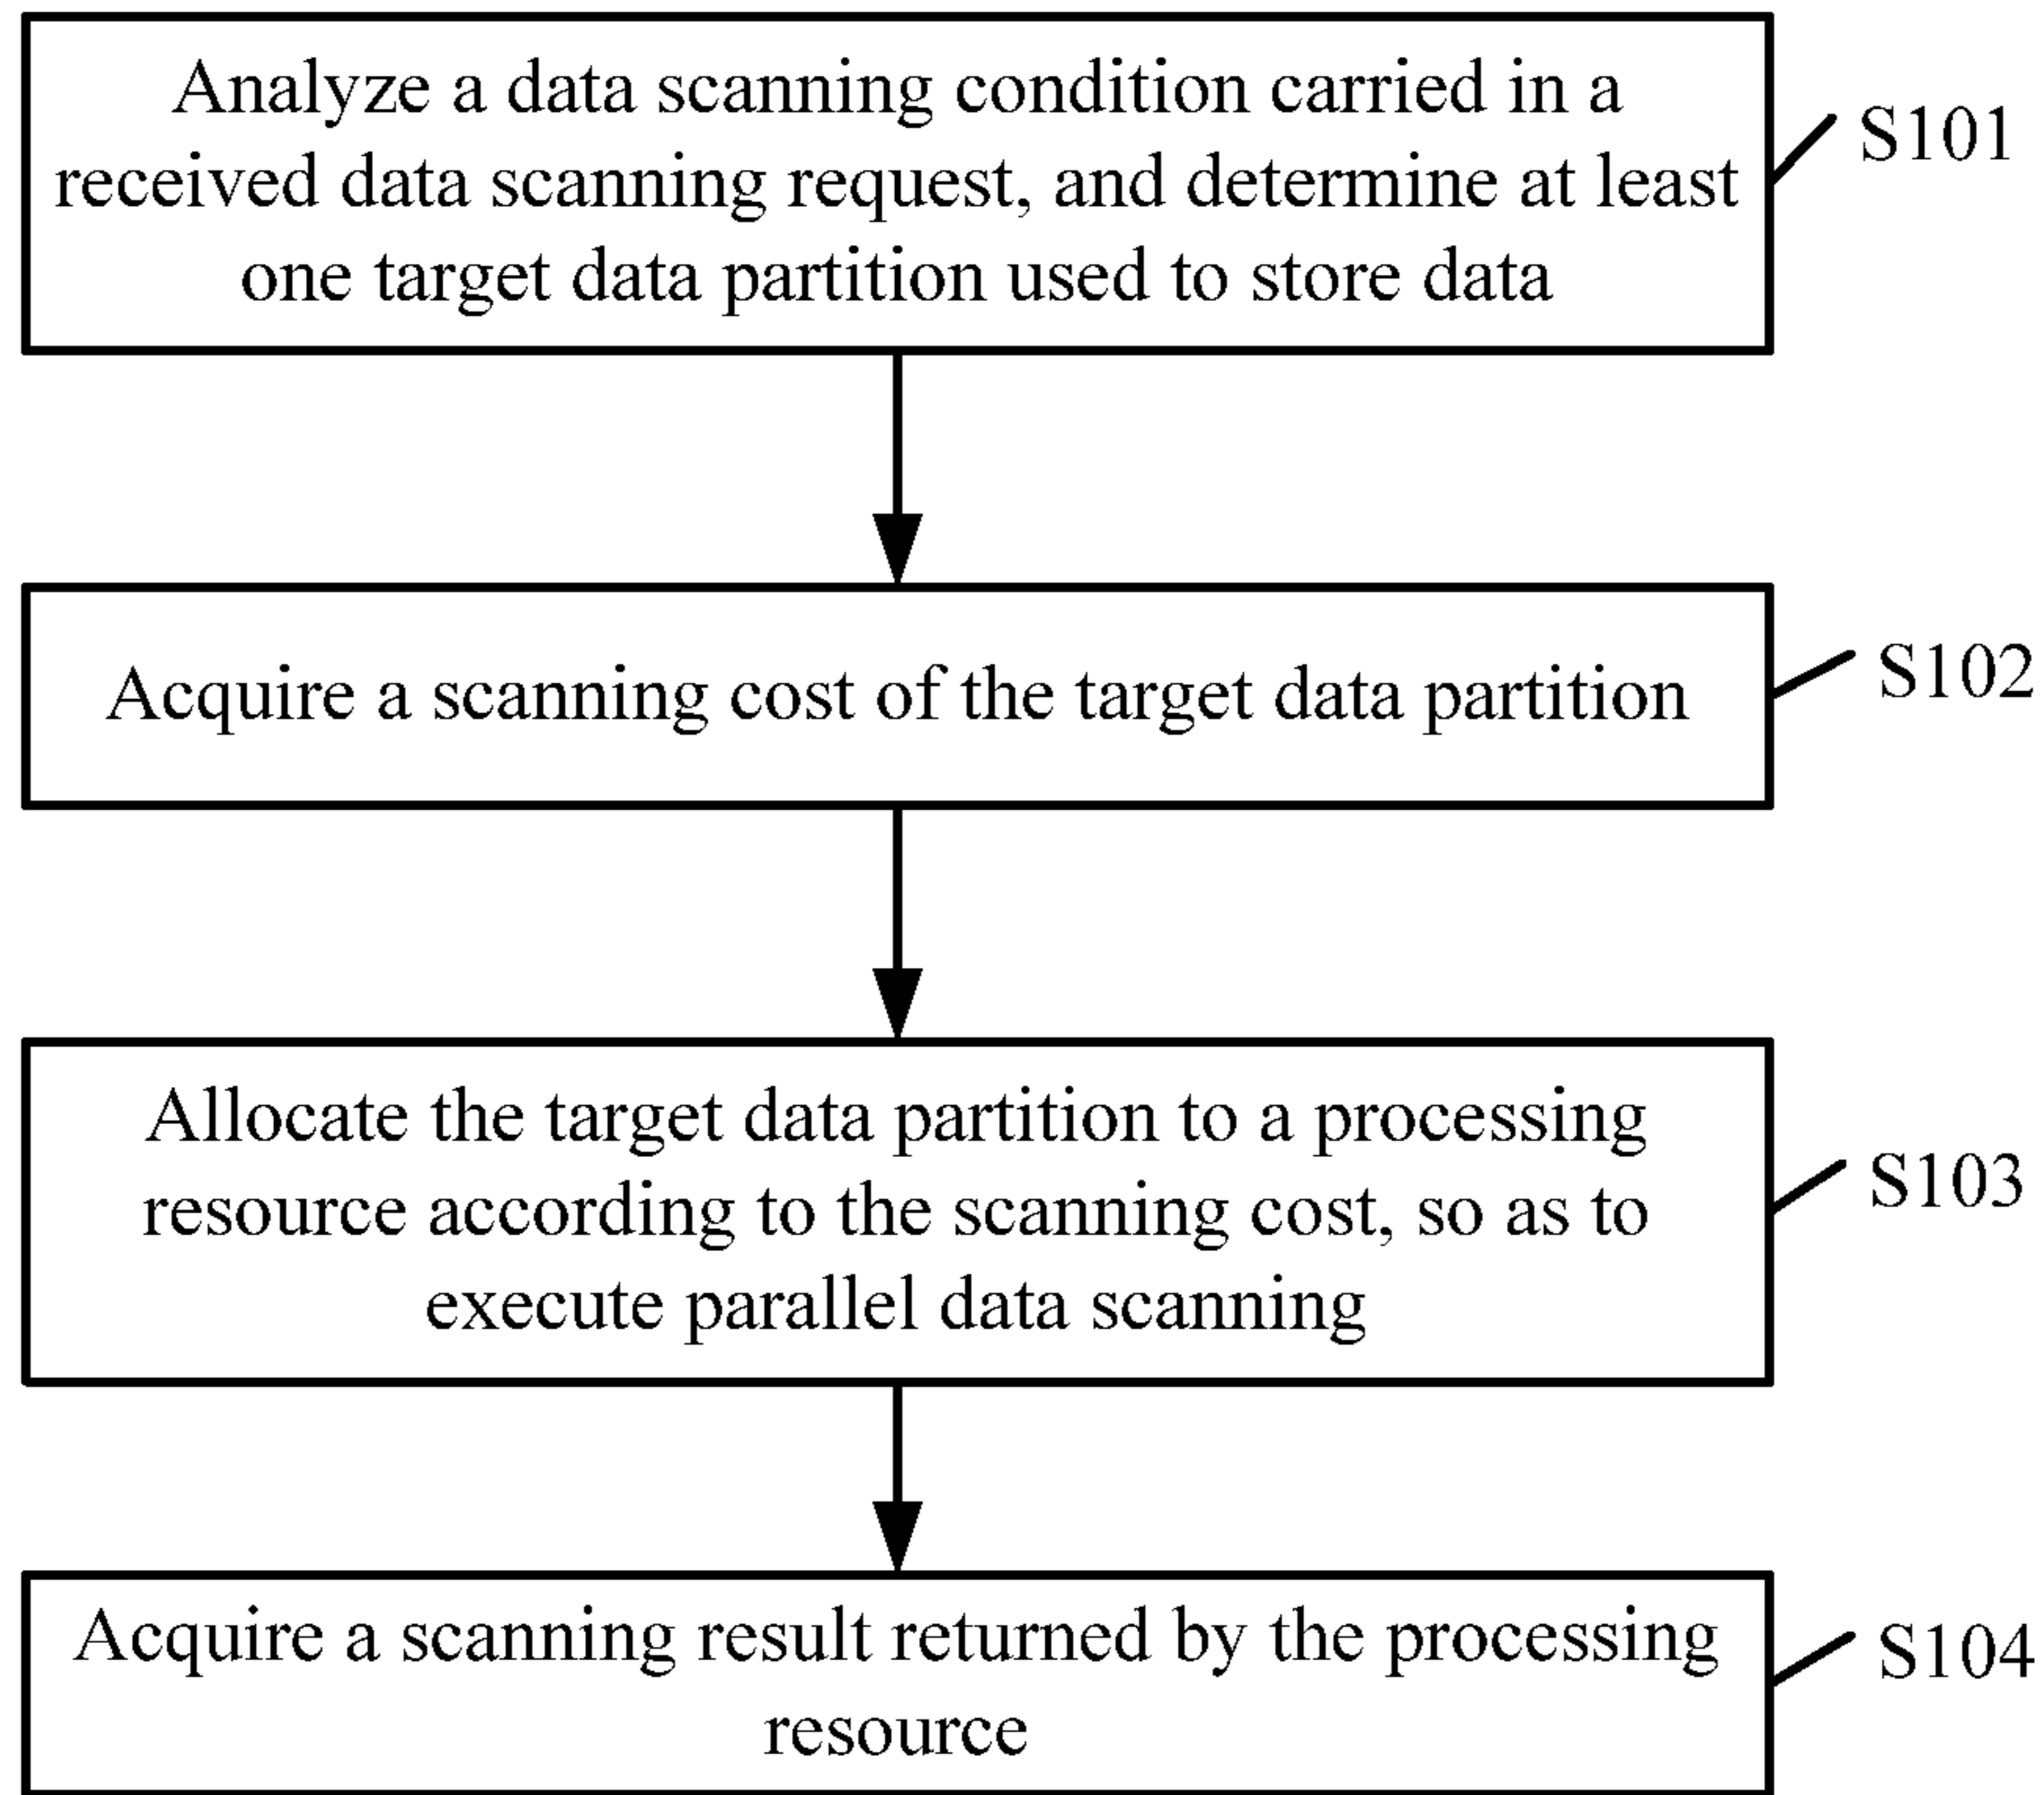 Analyze a data scanning condition carried in a
received data scanning request, and determine at least
one target data partition used to store data
S101
Acquire a scanning cost of the target data partition
S102
Allocate the target data partition to a processing
resource according to the scanning cost, so as to
execute parallel data scanning
S103
Acquire a scanning result returned by the processing
resource
S104